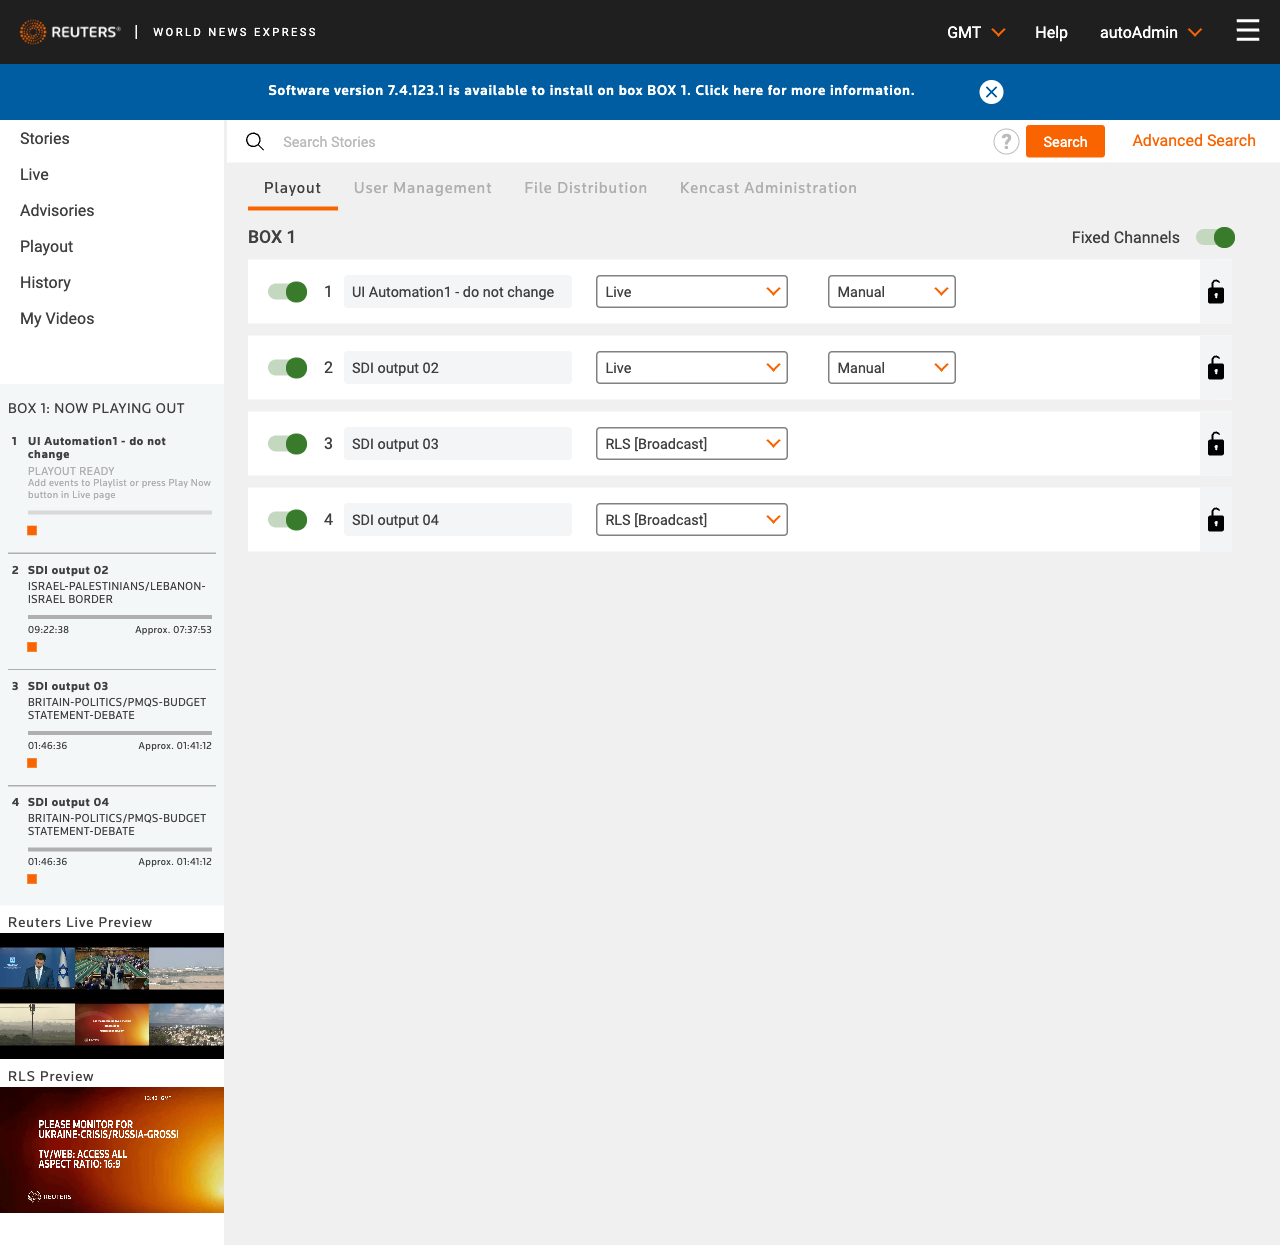 REUTERS® | WORLD NEWS EXPRESS
GMT Help autoAdmin
Software version 7.4.123.1 is available to install on box BOX 1. Click here for more information.
Stories
Live
Advisories
Playout
History
My Videos
Search Stories ? Search Advanced Search
Playout User Management File Distribution Kencast Administration
BOX 1 Fixed Channels
1 UI Automation1 - do not change Live Manual
2 SDI output 02 Live Manual
3 SDI output 03 RLS [Broadcast]
4 SDI output 04 RLS [Broadcast]
BOX 1: NOW PLAYING OUT
1 UI Automation1 - do not
change
PLAYOUT READY
Add events to Playlist or press Play Now
button in Live page
2 SDI output 02
ISRAEL-PALESTINIANS/LEBANON-
ISRAEL BORDER
09:22:38 Approx. 07:37:53
3 SDI output 03
BRITAIN-POLITICS/PMQS-BUDGET
STATEMENT-DEBATE
01:46:36 Approx. 01:41:12
4 SDI output 04
BRITAIN-POLITICS/PMQS-BUDGET
STATEMENT-DEBATE
01:46:36 Approx. 01:41:12
Reuters Live Preview
RLS Preview
GMT
PLEASE MONITOR FOR
UKRAINE-CRISIS/RUSSIA-GROSSI
TV/WEB: ACCESS ALL
ASPECT RATIO: 16:9
REUTERS